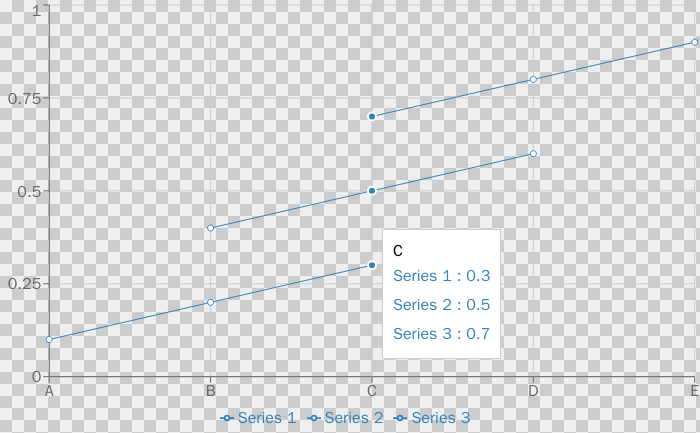 1
0.75
0.5
0.25
0
C
Series 1 : 0.3
Series 2 : 0.5
Series 3 : 0.7
A B C D E
Series 1 Series 2 Series 3